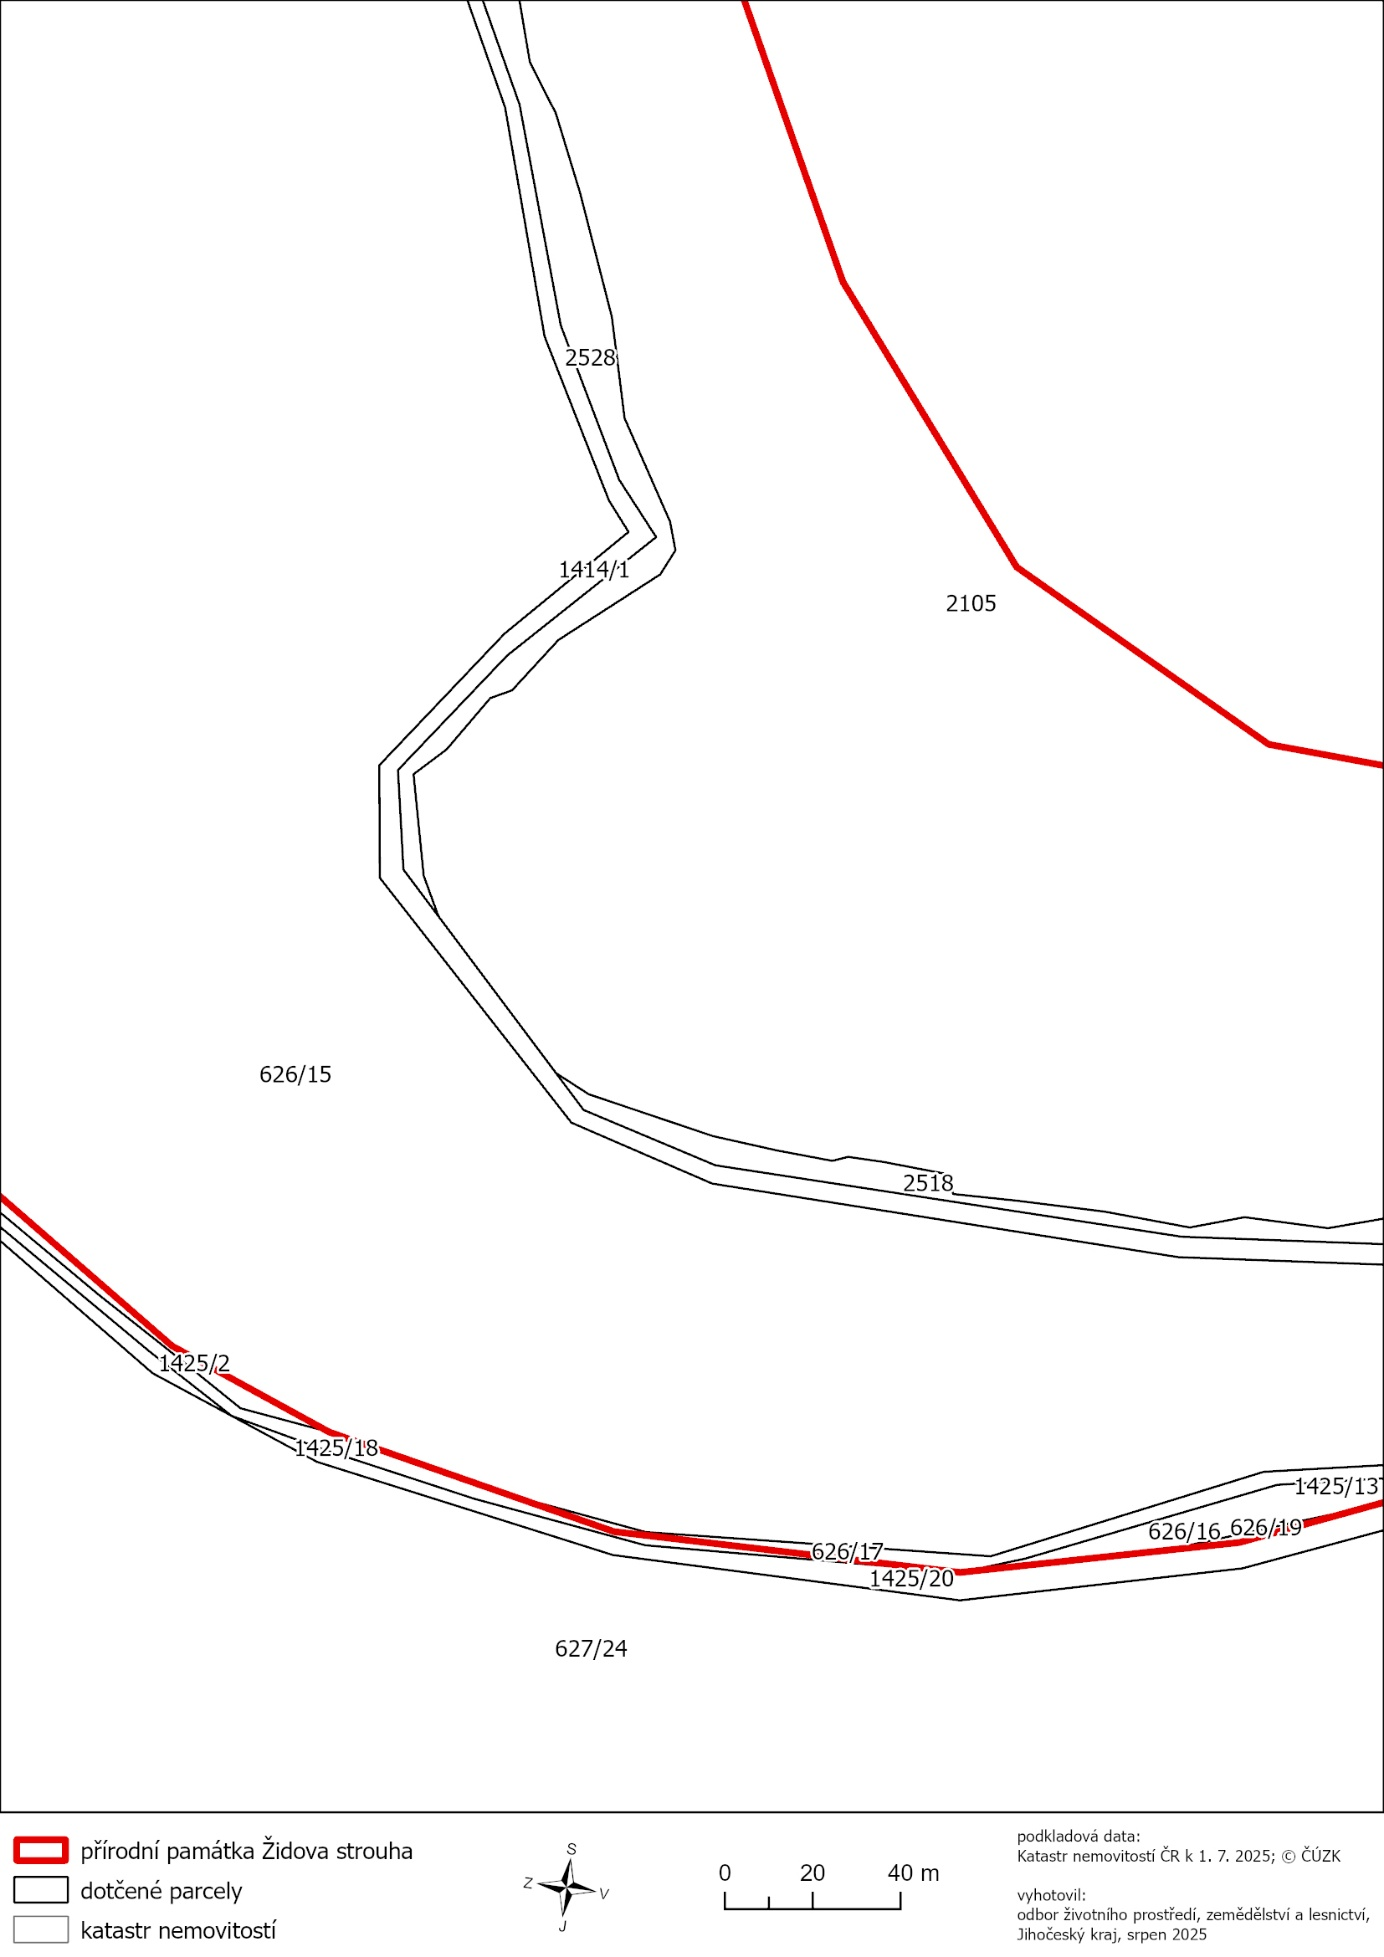 2528
1414/1
2105
626/15
2518
1425/2
1425/18
1425/13
626/16
626/19
626/17
1425/20
627/24
přírodní památka Židova strouha
dotčené parcely
katastr nemovitostí
S
Z
V
J
0 20 40 m
podkladová data:
Katastr nemovitostí ČR k 1. 7. 2025; © ČÚZK
vyhotovil:
odbor životního prostředí, zemědělství a lesnictví,
Jihočeský kraj, srpen 2025